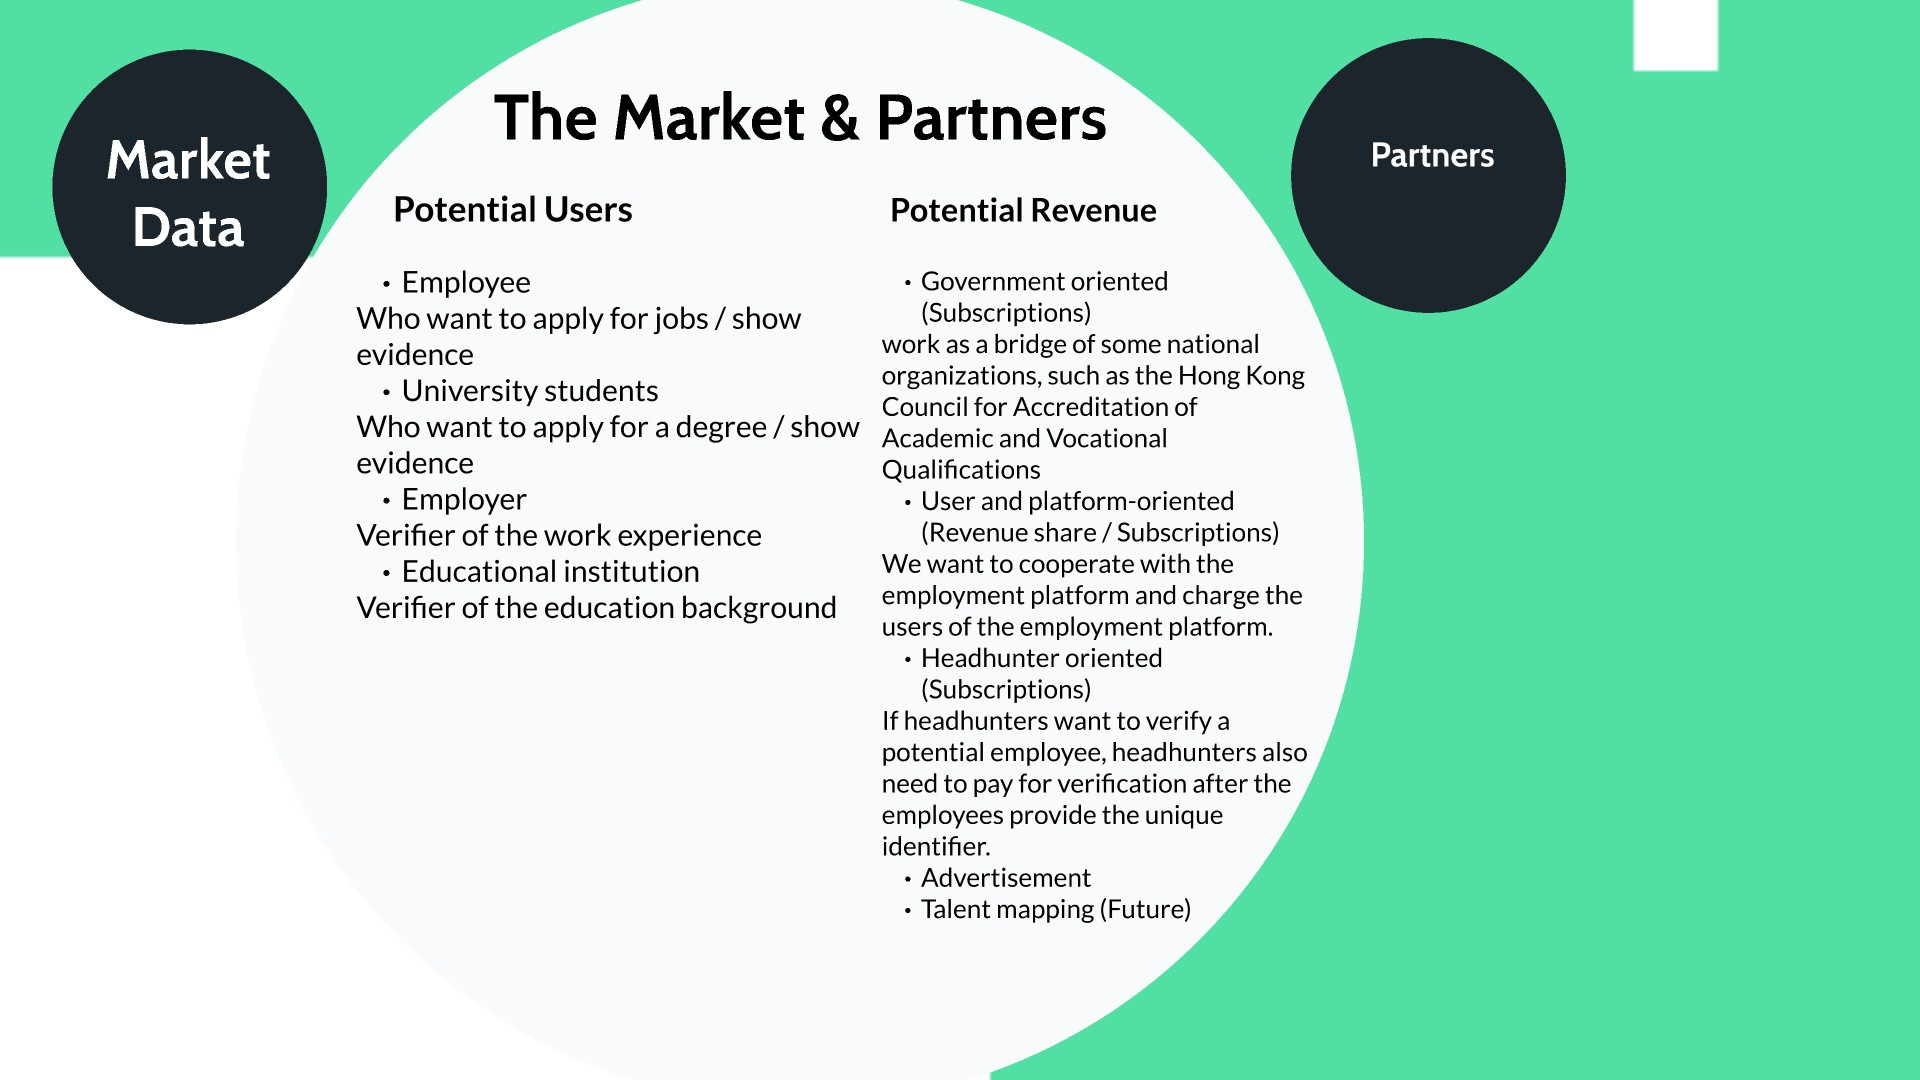 Market
Data
The Market & Partners
Partners
Potential Users
• Employee
Who want to apply for jobs / show
evidence
• University students
Who want to apply for a degree / show
evidence
• Employer
Verifier of the work experience
• Educational institution
Verifier of the education background
Potential Revenue
• Government oriented
(Subscriptions)
work as a bridge of some national
organizations, such as the Hong Kong
Council for Accreditation of
Academic and Vocational
Qualifications
• User and platform-oriented
(Revenue share / Subscriptions)
We want to cooperate with the
employment platform and charge the
users of the employment platform.
• Headhunter oriented
(Subscriptions)
If headhunters want to verify a
potential employee, headhunters also
need to pay for verification after the
employees provide the unique
identifier.
• Advertisement
• Talent mapping (Future)